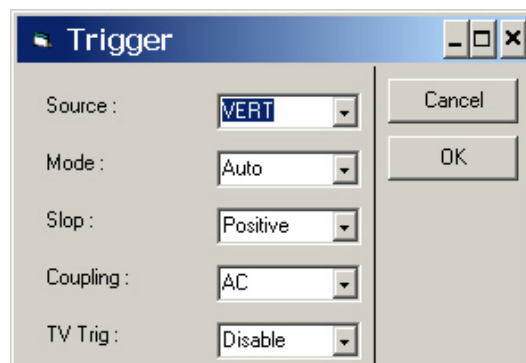 Trigger
Source : VERT
Cancel
Mode : Auto
OK
Slop : Positive
Coupling : AC
TV Trig : Disable